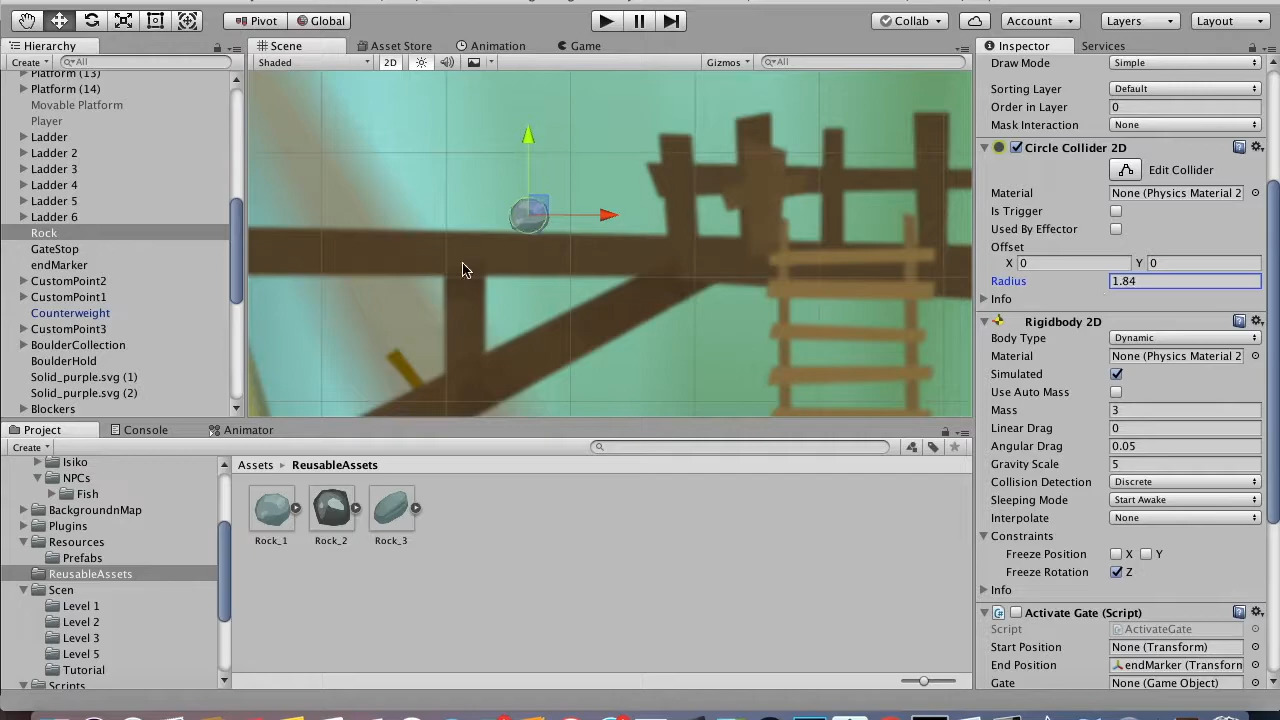 Pivot Global Collab Account Layers Layout
Hierarchy Scene Asset Store Animation Game Inspector Services
Create All Shaded 2D Gizmos All
Platform (13)
Platform (14)
Movable Platform
Player
Ladder
Ladder 2
Ladder 3
Ladder 4
Ladder 5
Ladder 6
Rock
GateStop
endMarker
CustomPoint2
CustomPoint1
Counterweight
CustomPoint3
BoulderCollection
BoulderHold
Solid_purple.svg (1)
Solid_purple.svg (2)
Blockers
Draw Mode Simple
Sorting Layer Default
Order in Layer 0
Mask Interaction None
Circle Collider 2D
Edit Collider
Material None (Physics Material 2
Is Trigger
Used By Effector
Offset
X 0 Y 0
Radius 1.84
Info
Rigidbody 2D
Body Type Dynamic
Material None (Physics Material 2
Simulated
Use Auto Mass
Mass 3
Linear Drag 0
Angular Drag 0.05
Gravity Scale 5
Collision Detection Discrete
Sleeping Mode Start Awake
Interpolate None
Constraints
Freeze Position X Y
Freeze Rotation Z
Info
Activate Gate (Script)
Script ActivateGate
Start Position None (Transform)
End Position endMarker (Transform
Gate None (Game Object)
Project Console Animator
Create
Isiko
NPCs
Fish
BackgroundnMap
Plugins
Resources
Prefabs
ReusableAssets
Scen
Level 1
Level 2
Level 3
Level 5
Tutorial
Scripts
Assets ReusableAssets
Rock_1 Rock_2 Rock_3